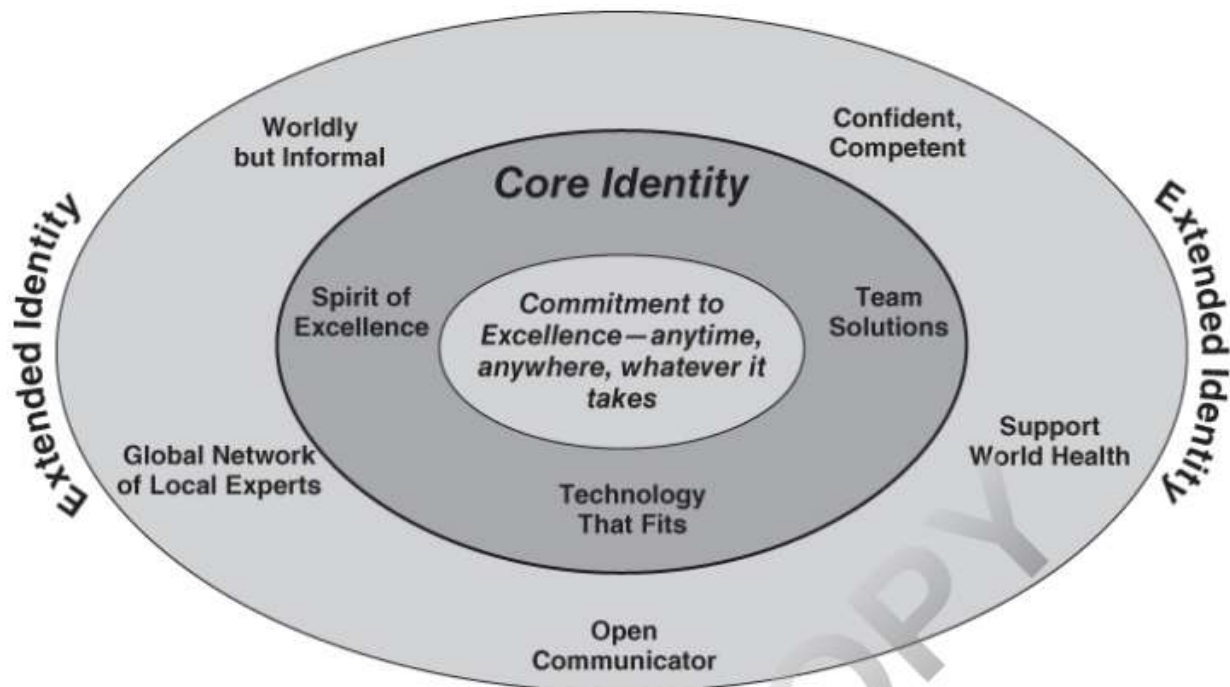 Worldly
but Informal
Confident,
Competent
Core Identity
Extended Identity
Extended Identity
Spirit of
Excellence
Commitment to
Excellence—anytime,
anywhere, whatever it
takes
Team
Solutions
Global Network
of Local Experts
Support
World Health
Technology
That Fits
Open
Communicator
OPY